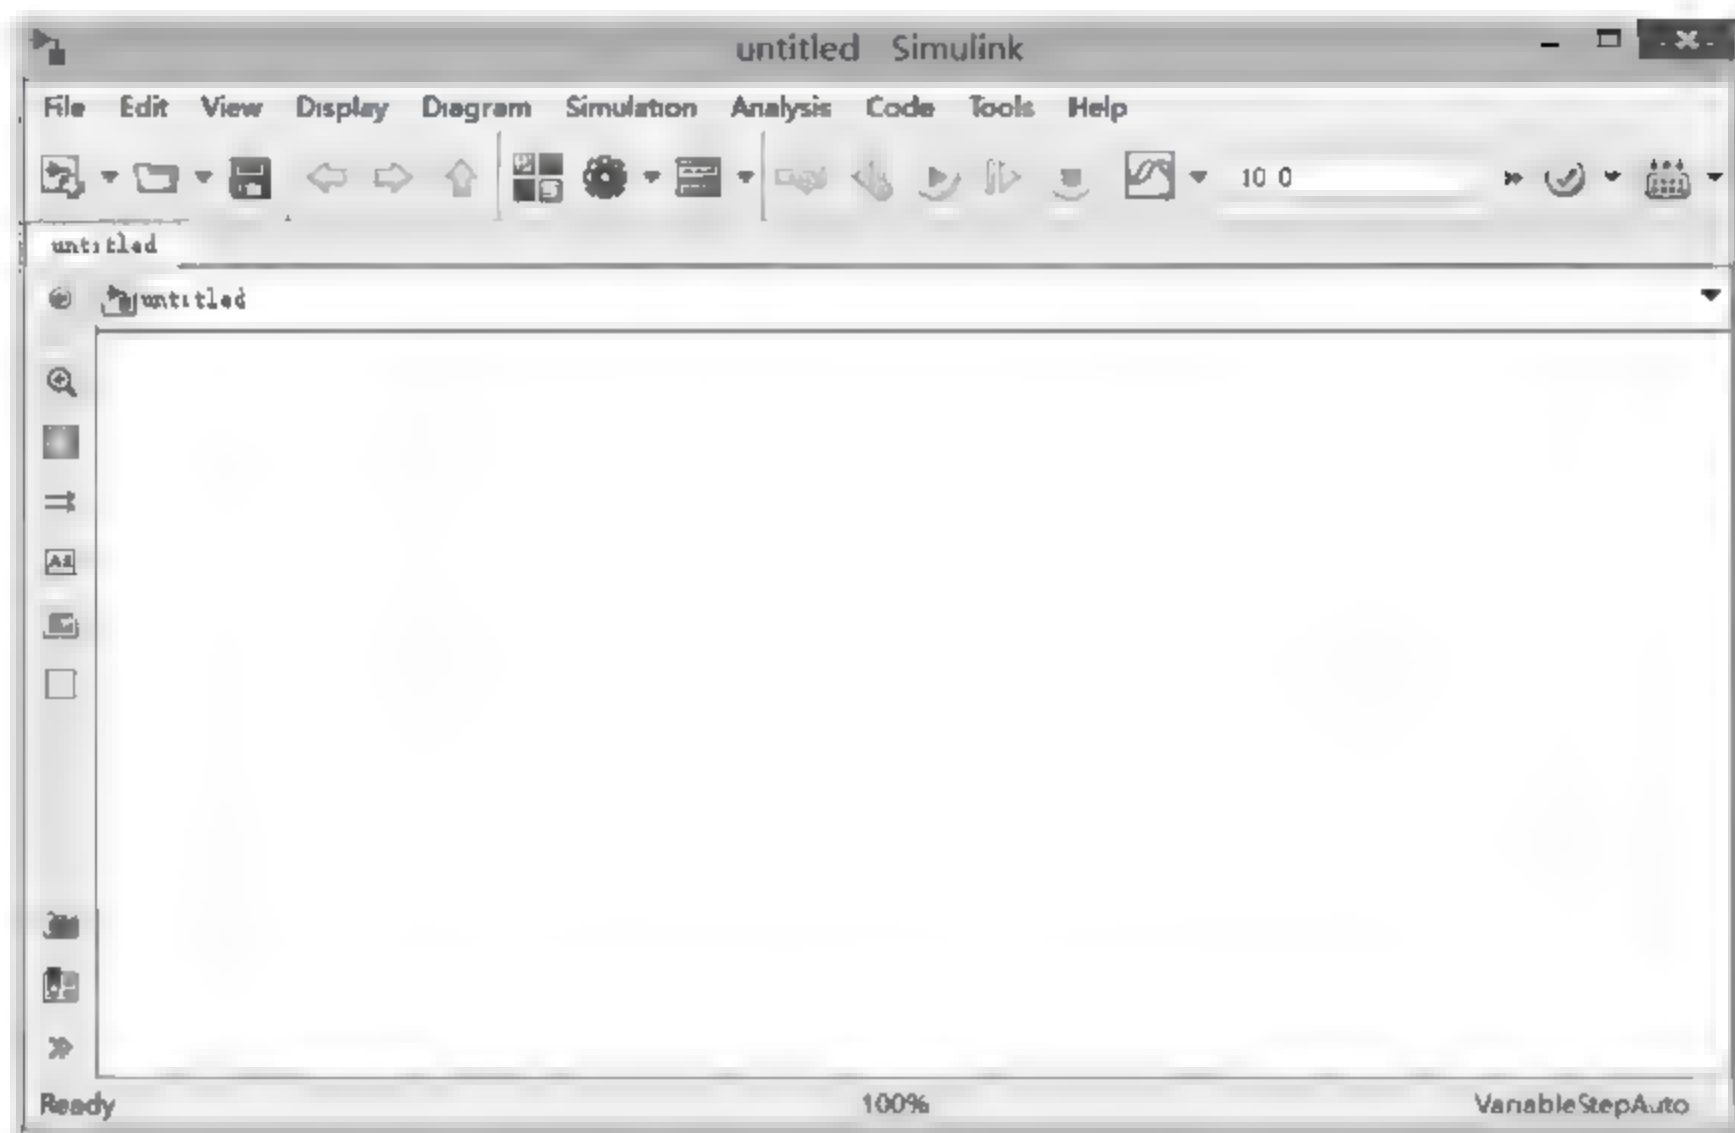 untitled Simulink
File Edit View Display Diagram Simulation Analysis Code Tools Help
10 0
untitled
untitled
Ready 100% VariableStepAuto